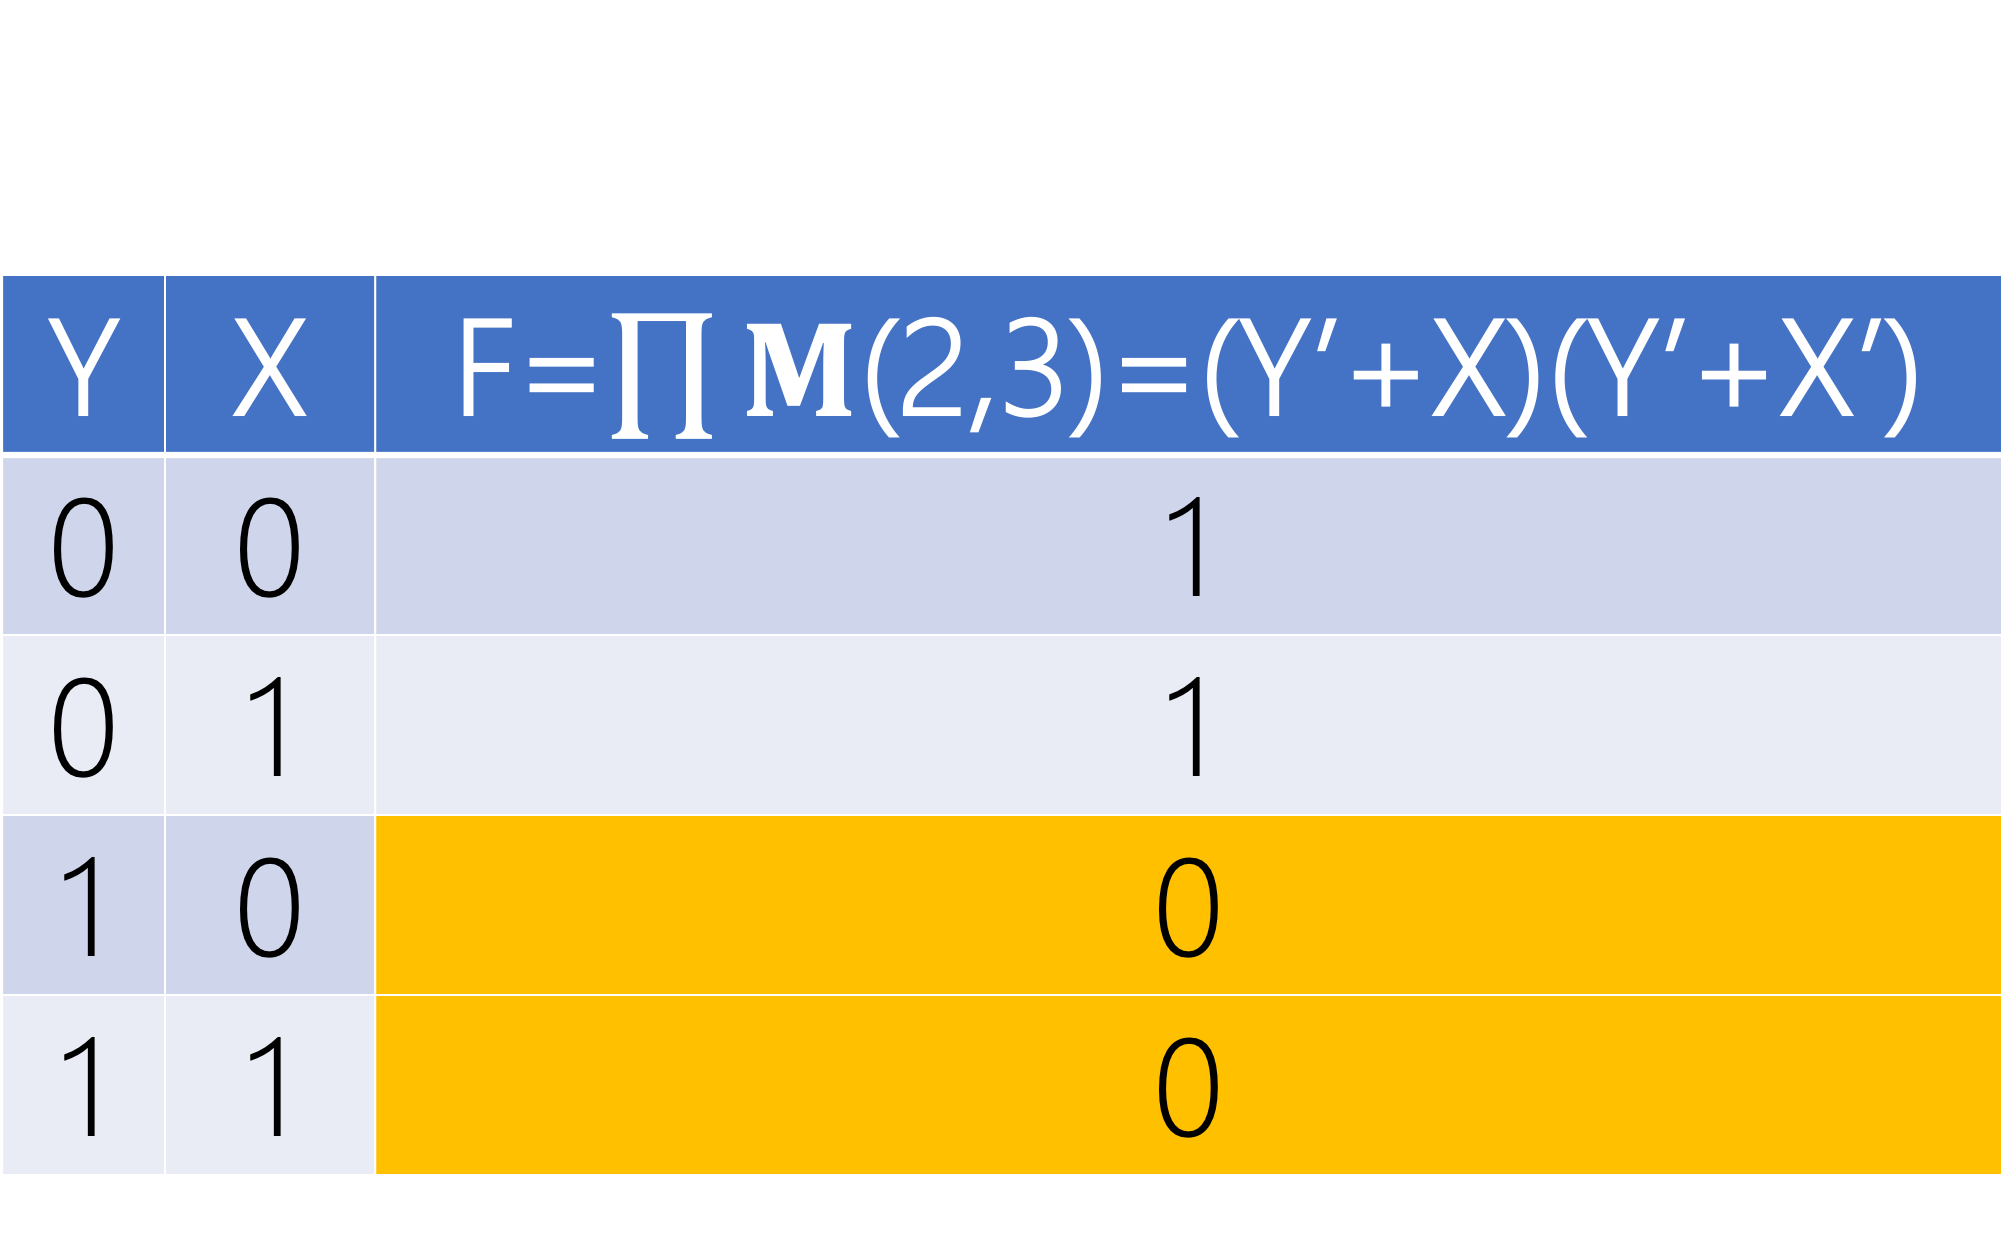 Y X F=∏ M(2,3)=(Y′+X)(Y′+X′)
0 0 1
0 1 1
1 0 0
1 1 0